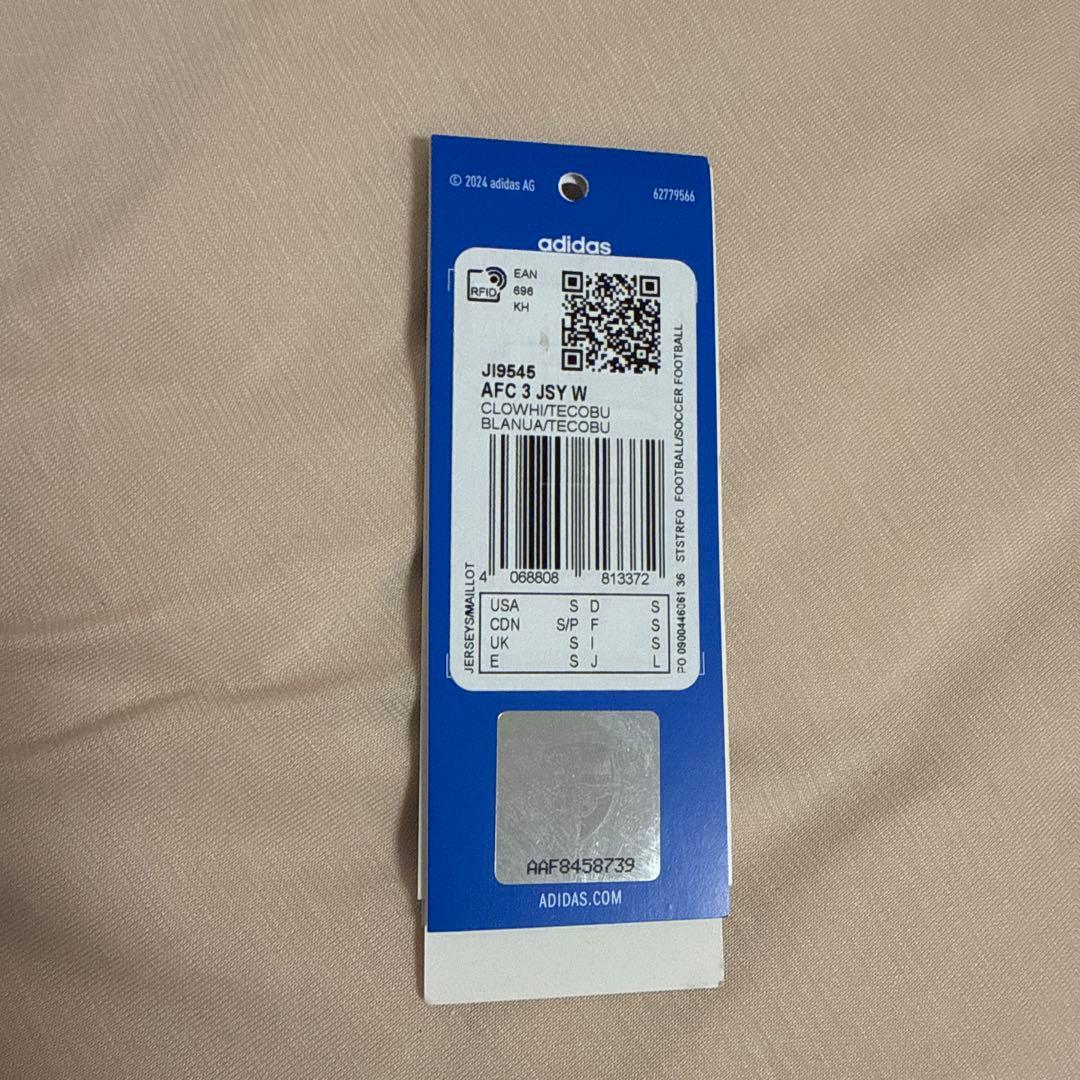 © 2024 adidas AG
62779566
adidas
RFID
EAN
696
KH
JI9545
AFC 3 JSY W
CLOWHI/TECOBU
BLANUA/TECOBU
4 068808 813372
USA S D S
CDN S/P F S
UK S I S
E S J L
JERSEYS/MAILLOT
PO 0900446061 36 STSTRFQ FOOTBALL/SOCCER FOOTBALL
AAF8458739
ADIDAS.COM